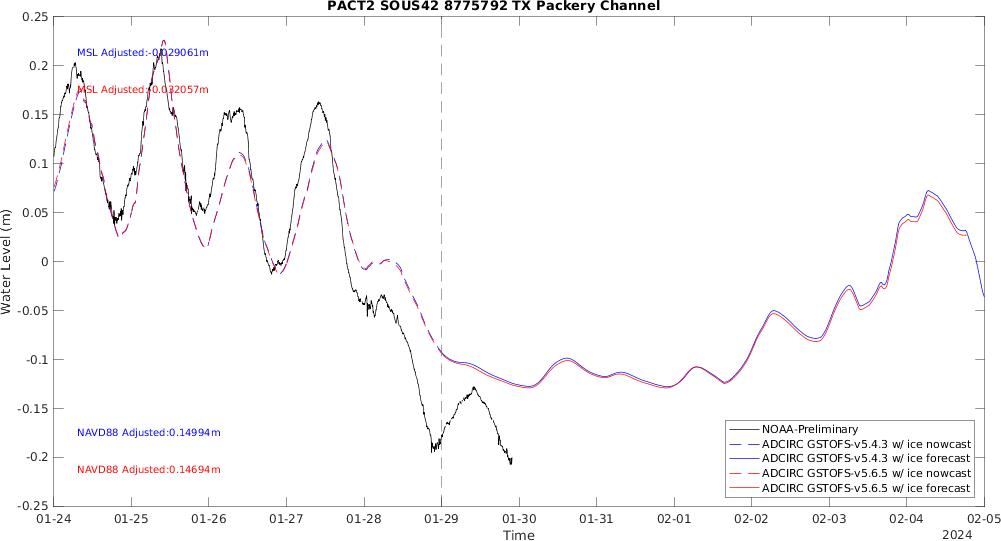 PACT2 SOUS42 8775792 TX Packery Channel
0.25
0.2
0.15
0.1
0.05
0
-0.05
-0.1
-0.15
-0.2
-0.25
Water Level (m)
MSL Adjusted:-0.029061m
MSL Adjusted:-0.032057m
NAVD88 Adjusted:0.14994m
NAVD88 Adjusted:0.14694m
NOAA-Preliminary
ADCIRC GSTOFS-v5.4.3 w/ ice nowcast
ADCIRC GSTOFS-v5.4.3 w/ ice forecast
ADCIRC GSTOFS-v5.6.5 w/ ice nowcast
ADCIRC GSTOFS-v5.6.5 w/ ice forecast
01-24 01-25 01-26 01-27 01-28 01-29 01-30 01-31 02-01 02-02 02-03 02-04 02-05
Time
2024